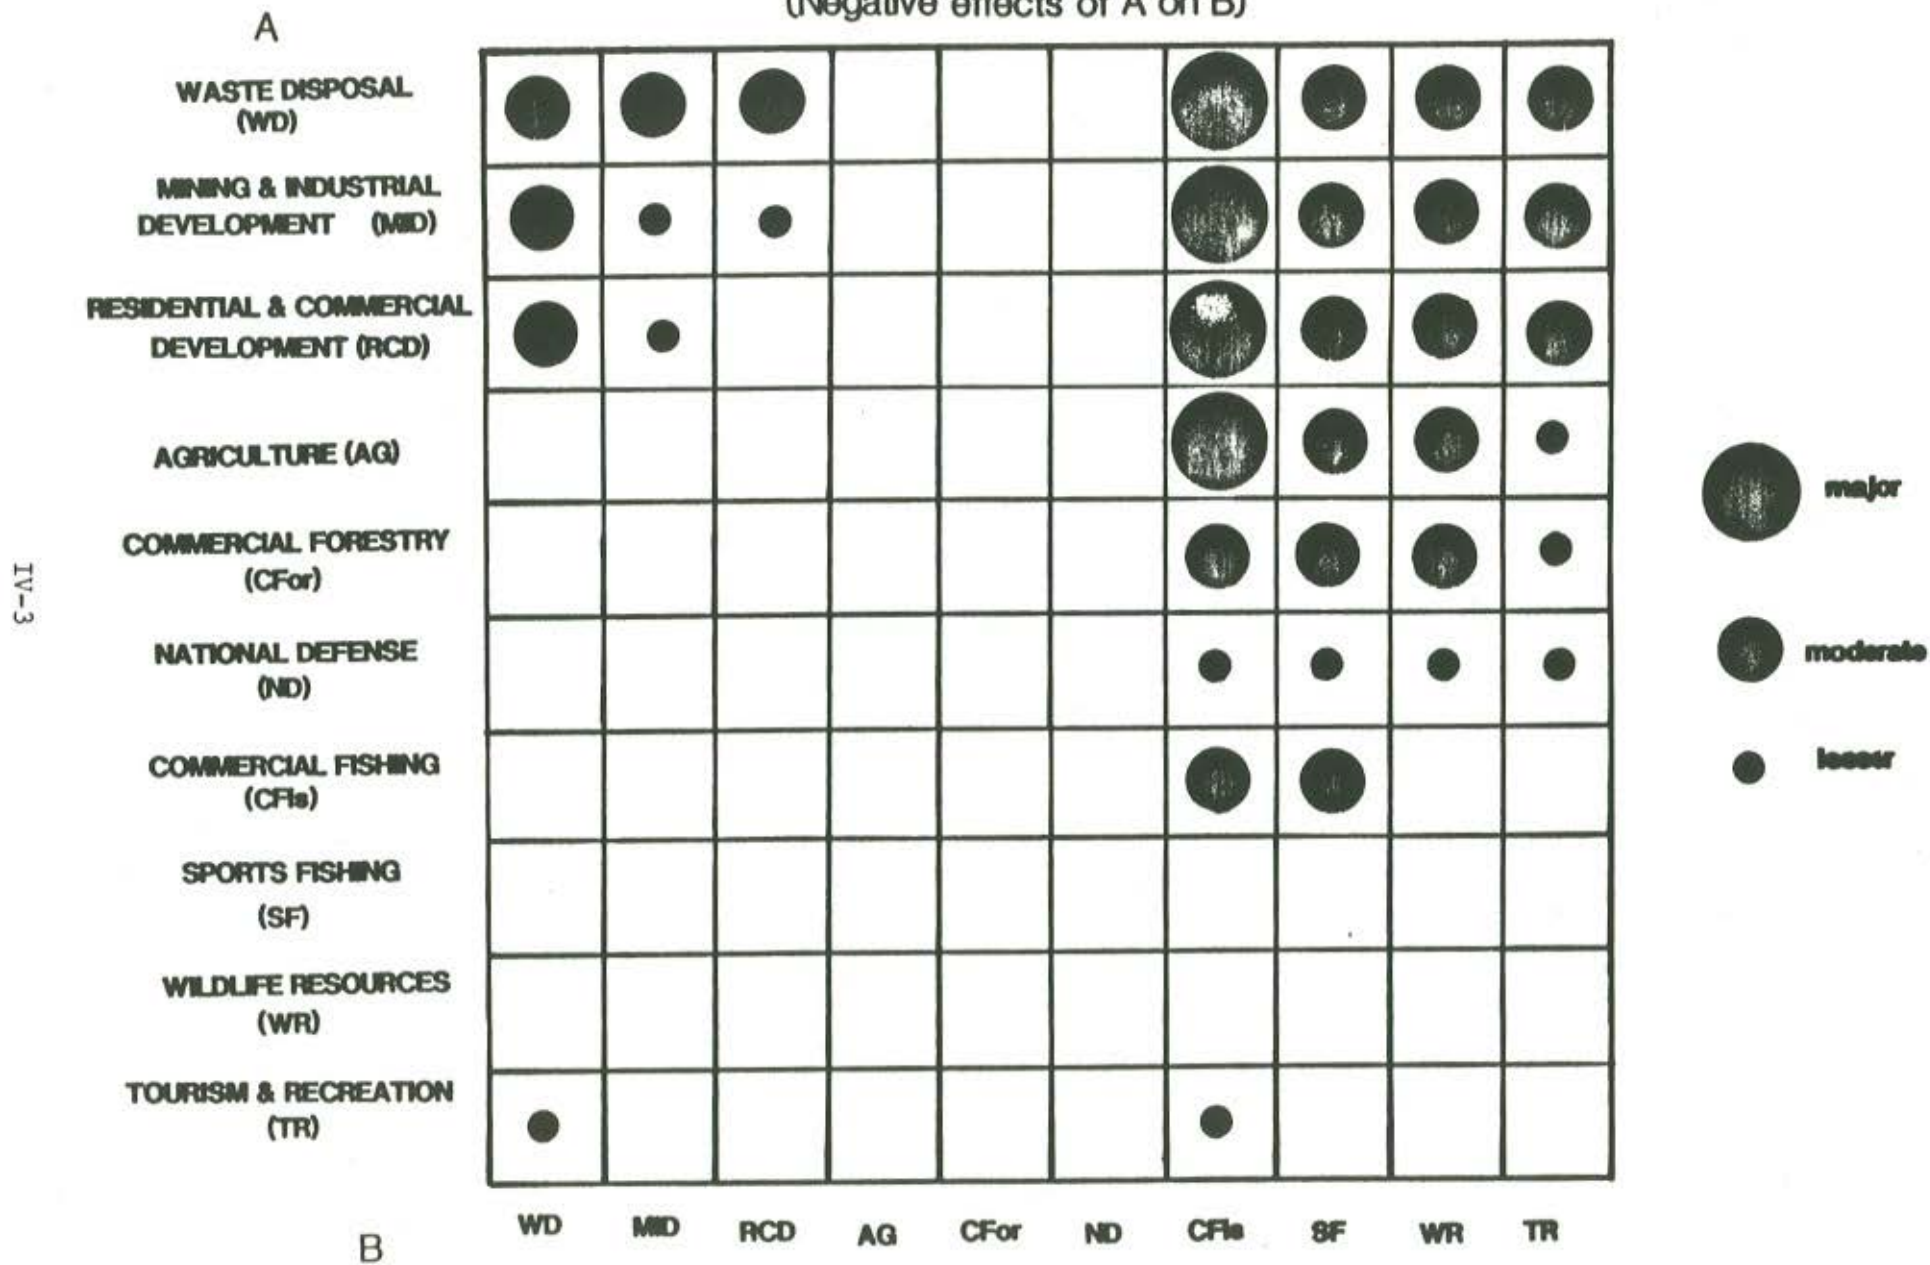 (Negative effects of A on B)
A
WASTE DISPOSAL
(WD)
MINING & INDUSTRIAL
DEVELOPMENT (MID)
RESIDENTIAL & COMMERCIAL
DEVELOPMENT (RCD)
AGRICULTURE (AG)
COMMERCIAL FORESTRY
(CFor)
NATIONAL DEFENSE
(ND)
COMMERCIAL FISHING
(CFis)
SPORTS FISHING
(SF)
WILDLIFE RESOURCES
(WR)
TOURISM & RECREATION
(TR)
B
WD MID RCD AG CFor ND CFis SF WR TR
major
moderate
lesser
IV-3